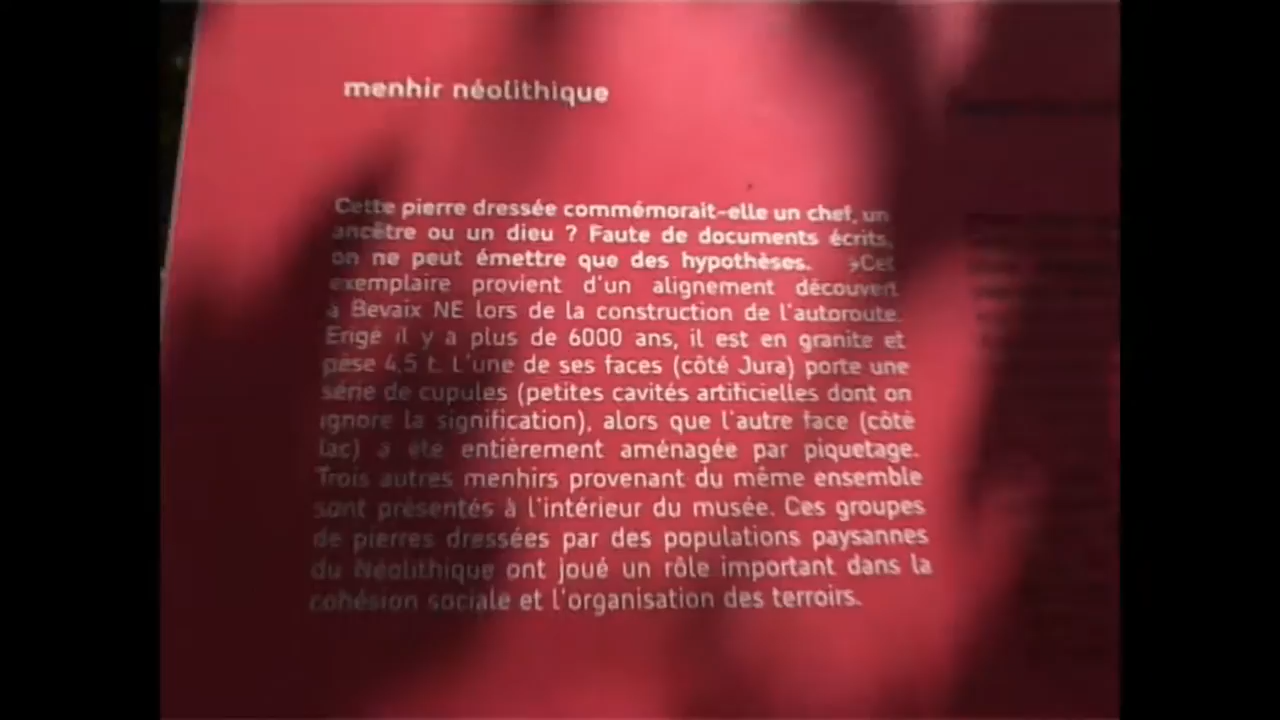 menhir néolithique
Cette pierre dressée commémorait-elle un chef, un
ancêtre ou un dieu ? Faute de documents écrits,
on ne peut émettre que des hypothèses. →Cet
exemplaire provient d'un alignement découvert
à Bevaix NE lors de la construction de l'autoroute.
Erigé il y a plus de 6000 ans, il est en granite et
pèse 4,5 t. L'une de ses faces (côté Jura) porte une
série de cupules (petites cavités artificielles dont on
ignore la signification), alors que l'autre face (côté
lac) a été entièrement aménagée par piquetage.
Trois autres menhirs provenant du même ensemble
sont présentés à l'intérieur du musée. Ces groupes
de pierres dressées par des populations paysannes
du Néolithique ont joué un rôle important dans la
cohésion sociale et l'organisation des terroirs.